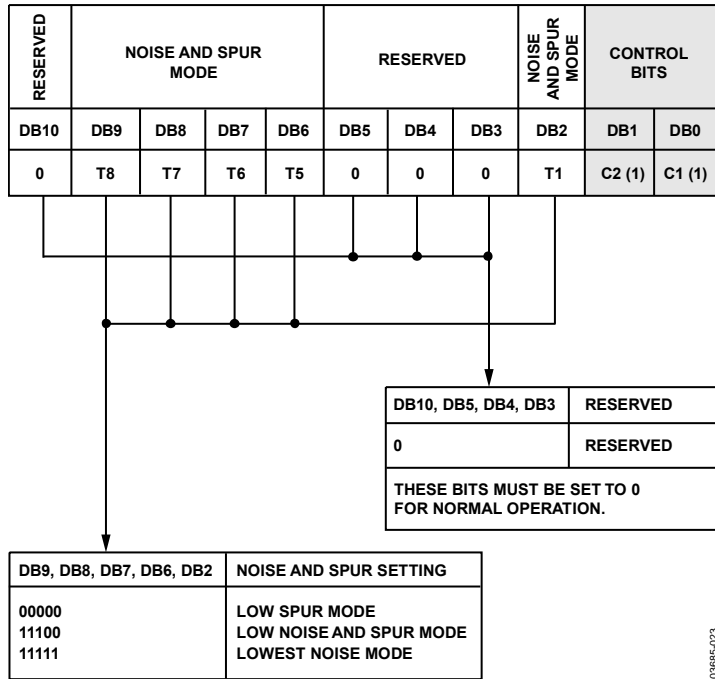 RESERVED
NOISE AND SPUR
MODE
RESERVED
NOISE
AND SPUR
MODE
CONTROL
BITS
DB10 DB9 DB8 DB7 DB6 DB5 DB4 DB3 DB2 DB1 DB0
0 T8 T7 T6 T5 0 0 0 T1 C2 (1) C1 (1)
DB10, DB5, DB4, DB3 RESERVED
0 RESERVED
THESE BITS MUST BE SET TO 0
FOR NORMAL OPERATION.
DB9, DB8, DB7, DB6, DB2 NOISE AND SPUR SETTING
00000 LOW SPUR MODE
11100 LOW NOISE AND SPUR MODE
11111 LOWEST NOISE MODE
03685-023